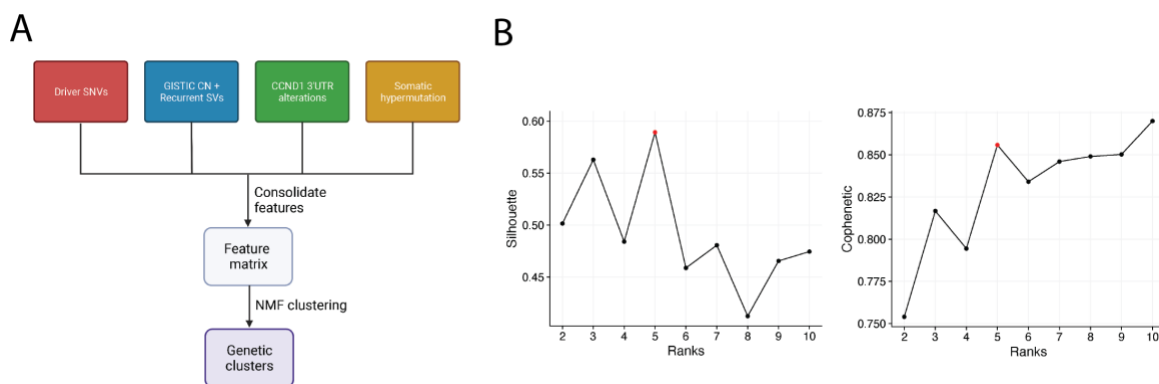 A
Driver SNVs
GISTIC CN +
Recurrent SVs
CCND1 3'UTR
alterations
Somatic
hypermutation
Consolidate
features
Feature
matrix
NMF clustering
Genetic
clusters
B
Silhouette
0.60
0.55
0.50
0.45
2 3 4 5 6 7 8 9 10
Ranks
Cophenetic
0.875
0.850
0.825
0.800
0.775
0.750
2 3 4 5 6 7 8 9 10
Ranks